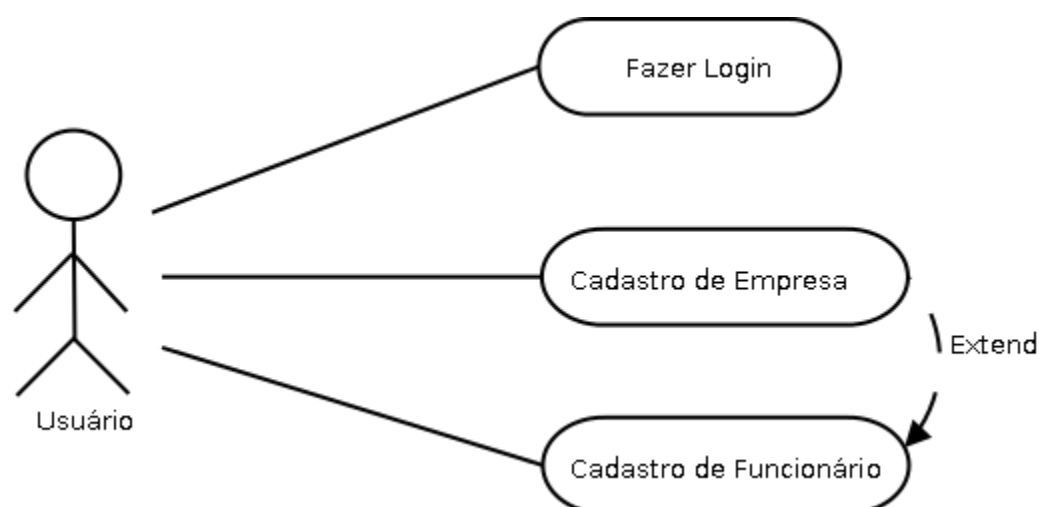 Fazer Login
Cadastro de Empresa
Extend
Usuário
Cadastro de Funcionário